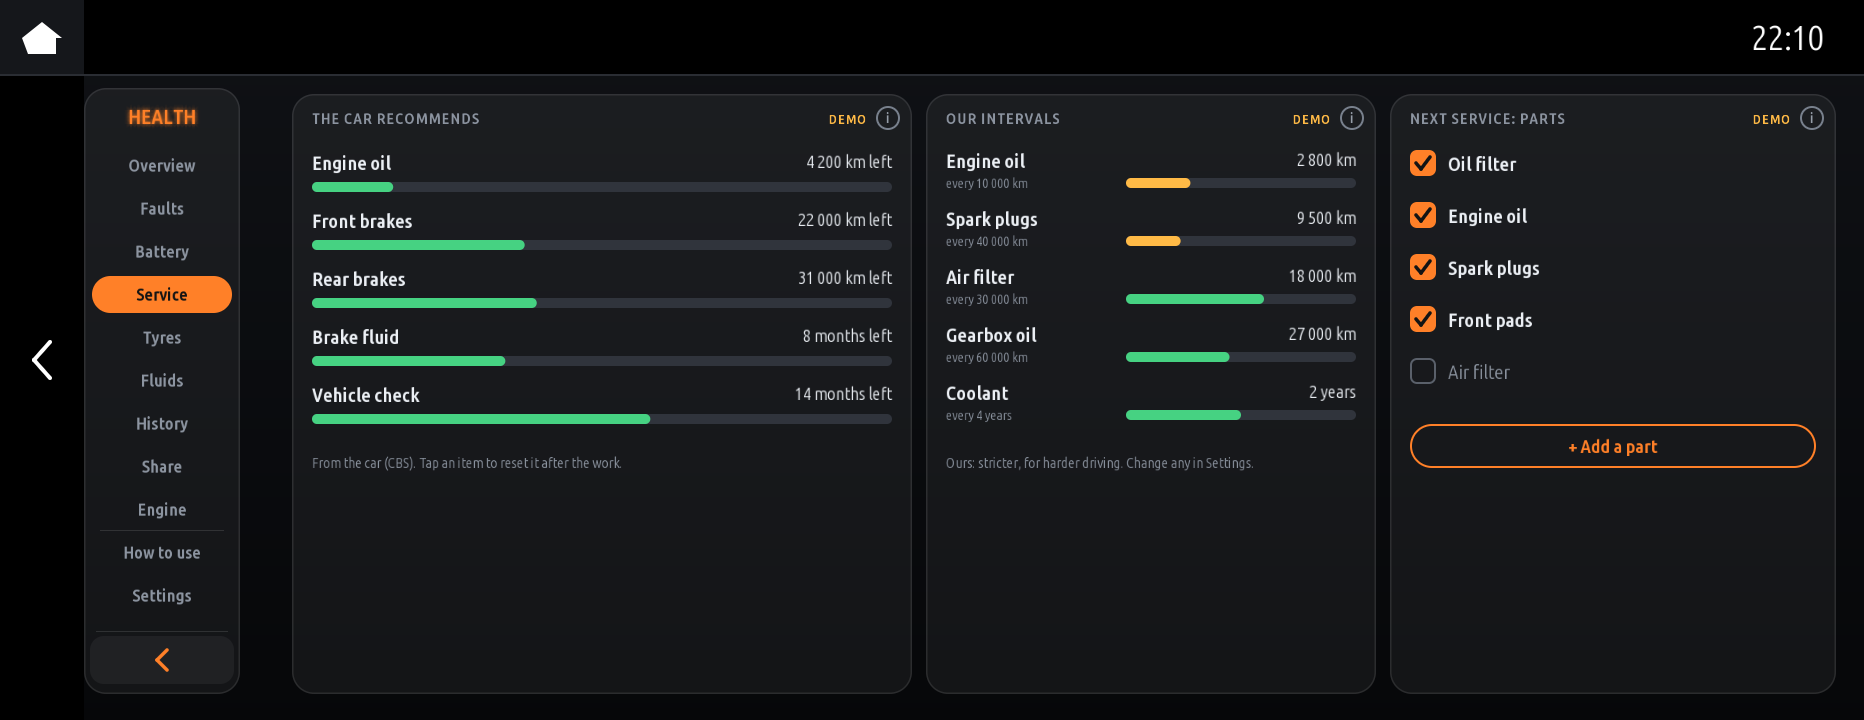 22:10
HEALTH
Overview
Faults
Battery
Service
Tyres
Fluids
History
Share
Engine
How to use
Settings
THE CAR RECOMMENDS
DEMO
i
Engine oil
4 200 km left
Front brakes
22 000 km left
Rear brakes
31 000 km left
Brake fluid
8 months left
Vehicle check
14 months left
From the car (CBS). Tap an item to reset it after the work.
OUR INTERVALS
DEMO
i
Engine oil
2 800 km
every 10 000 km
Spark plugs
9 500 km
every 40 000 km
Air filter
18 000 km
every 30 000 km
Gearbox oil
27 000 km
every 60 000 km
Coolant
2 years
every 4 years
Ours: stricter, for harder driving. Change any in Settings.
NEXT SERVICE: PARTS
DEMO
i
Oil filter
Engine oil
Spark plugs
Front pads
Air filter
+ Add a part